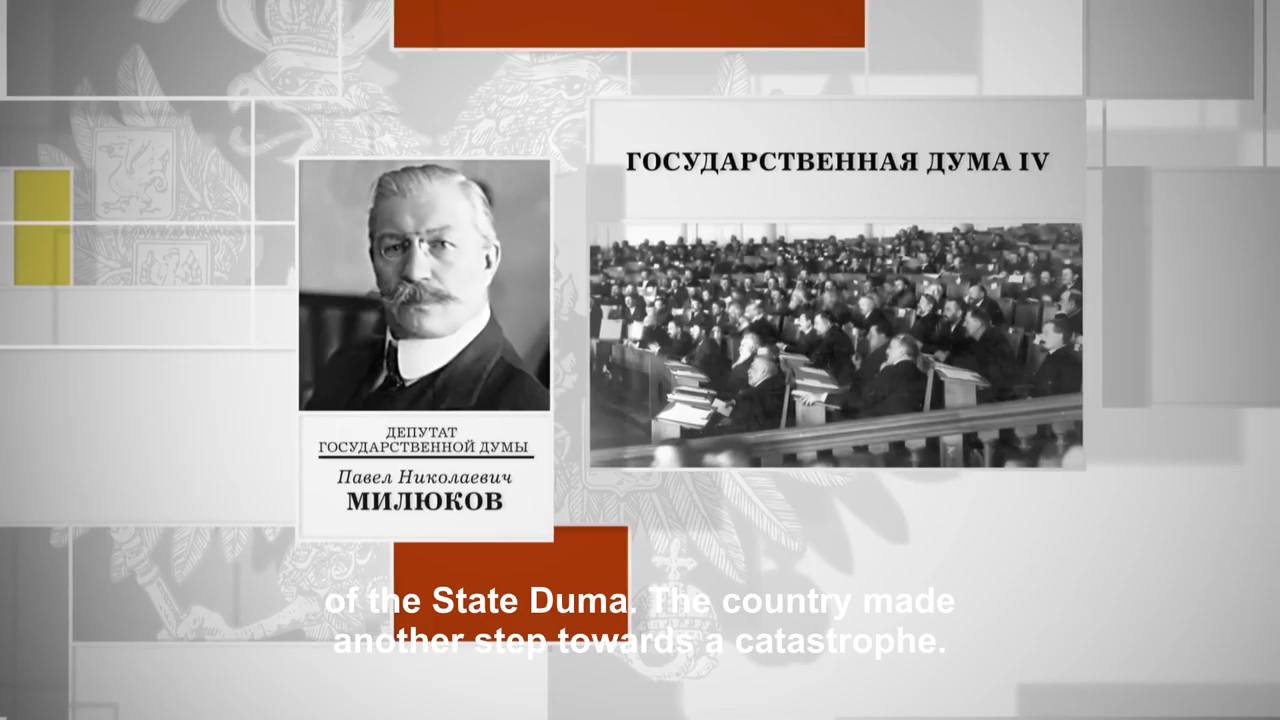 ГОСУДАРСТВЕННАЯ ДУМА IV
ДЕПУТАТ
ГОСУДАРСТВЕННОЙ ДУМЫ
Павел Николаевич
МИЛЮКОВ
of the State Duma. The country made
another step towards a catastrophe.